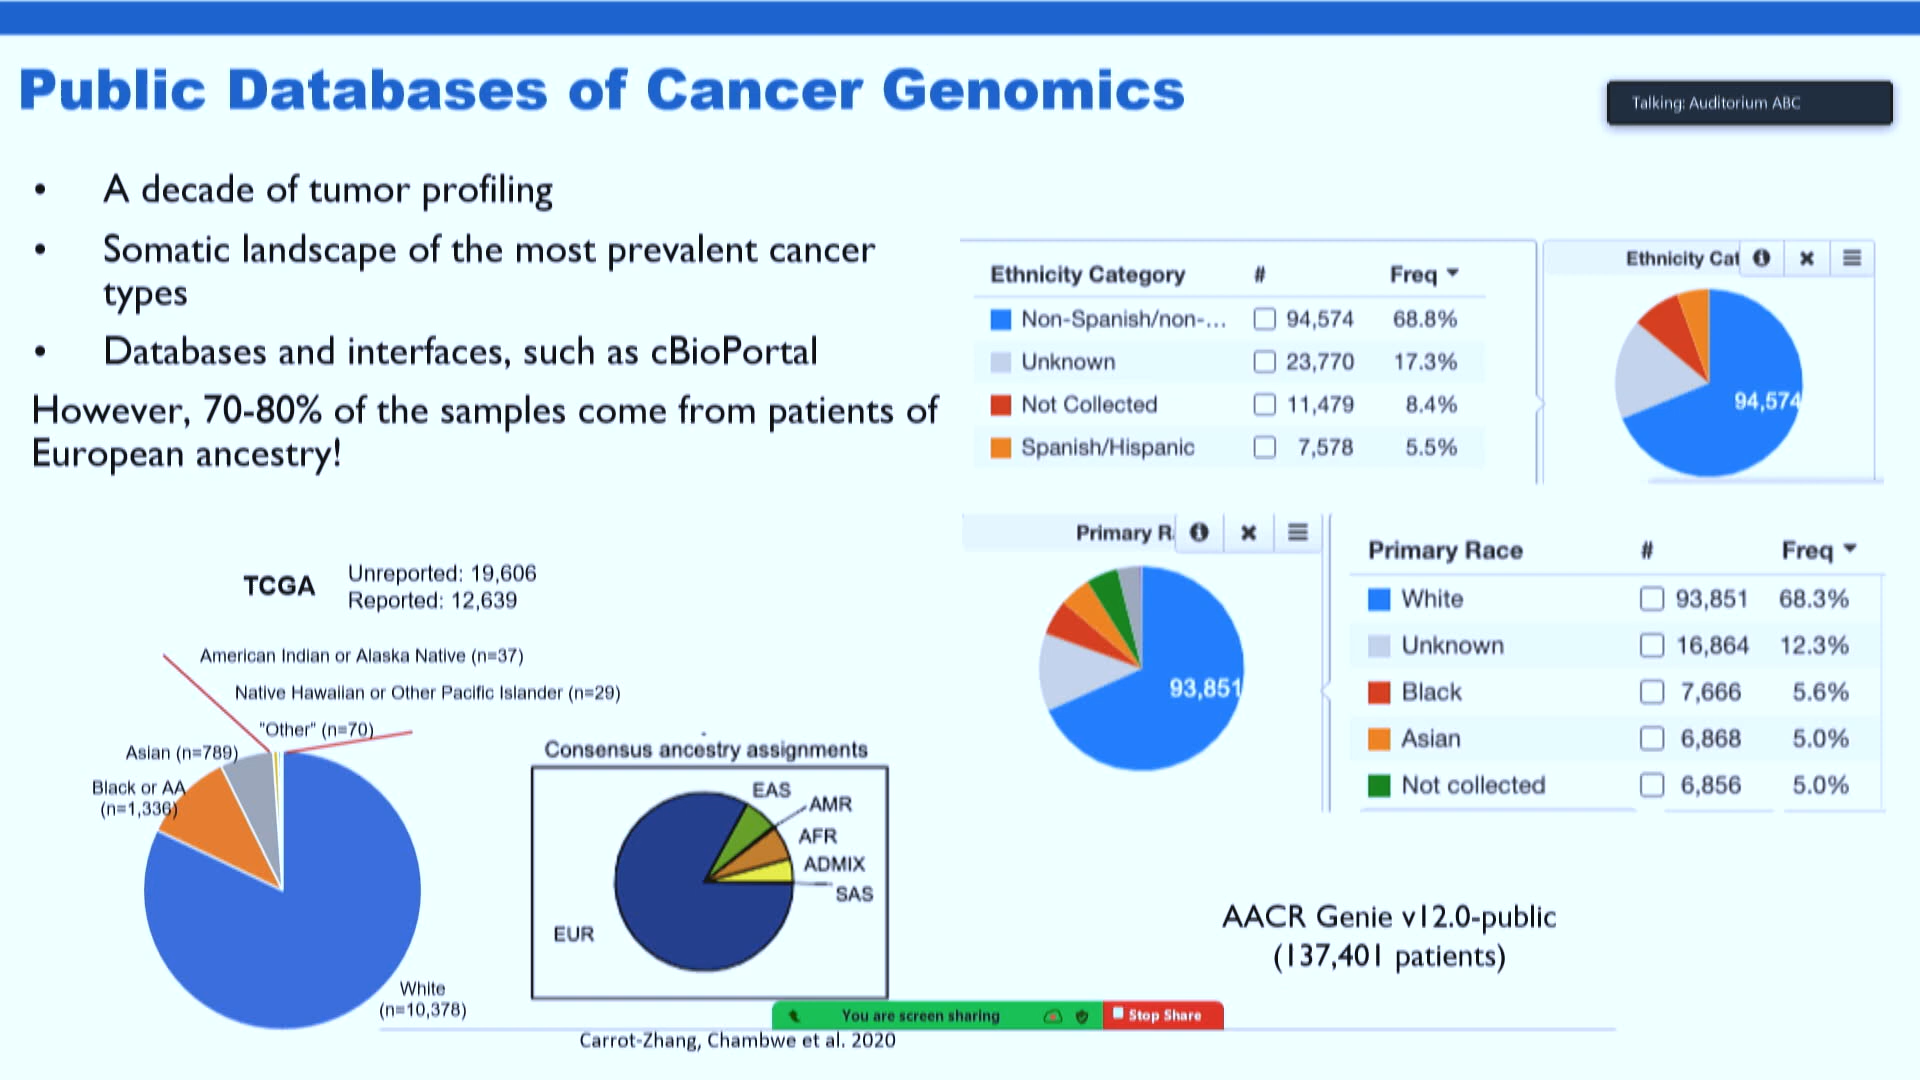 Public Databases of Cancer Genomics
Talking: Auditorium ABC
• A decade of tumor profiling
• Somatic landscape of the most prevalent cancer
types
• Databases and interfaces, such as cBioPortal
However, 70-80% of the samples come from patients of
European ancestry!
Ethnicity Category # Freq
Non-Spanish/non-... 94,574 68.8%
Unknown 23,770 17.3%
Not Collected 11,479 8.4%
Spanish/Hispanic 7,578 5.5%
Ethnicity Cat
94,574
Primary R
93,851
Primary Race # Freq
White 93,851 68.3%
Unknown 16,864 12.3%
Black 7,666 5.6%
Asian 6,868 5.0%
Not collected 6,856 5.0%
TCGA
Unreported: 19,606
Reported: 12,639
American Indian or Alaska Native (n=37)
Native Hawaiian or Other Pacific Islander (n=29)
"Other" (n=70)
Asian (n=789)
Black or AA
(n=1,336)
White
(n=10,378)
Consensus ancestry assignments
EAS
AMR
AFR
ADMIX
SAS
EUR
AACR Genie v12.0-public
(137,401 patients)
You are screen sharing
Stop Share
Carrot-Zhang, Chambwe et al. 2020